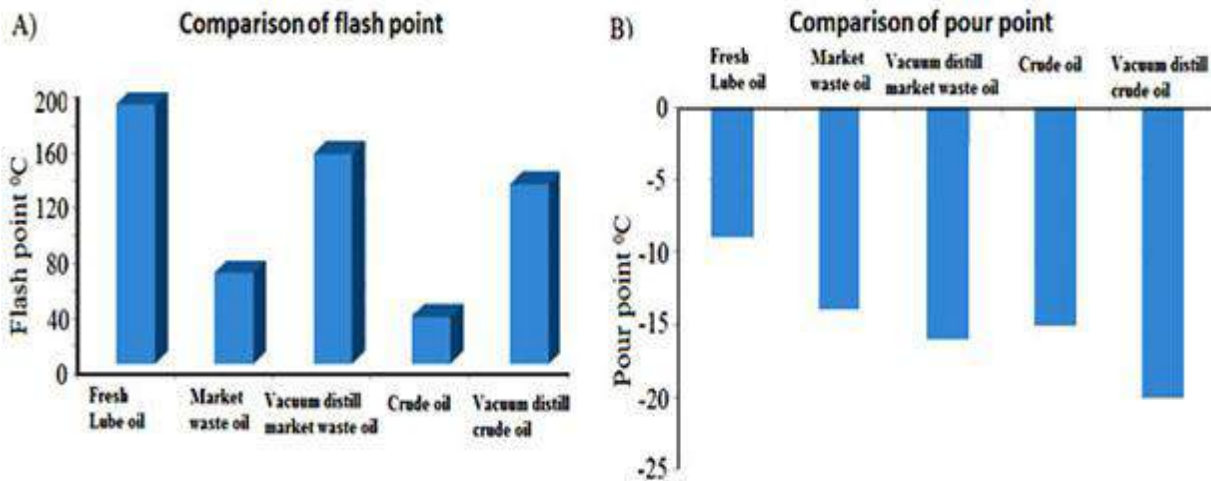 A)
Comparison of flash point
Flash point °C
200
160
120
80
40
0
Fresh
Lube oil
Market
waste oil
Vacuum distill
market waste oil
Crude oil
Vacuum distill
crude oil
B)
Comparison of pour point
Fresh
Lube oil
Market
waste oil
Vacuum distill
market waste oil
Crude oil
Vacuum distill
crude oil
Pour point °C
0
-5
-10
-15
-20
-25